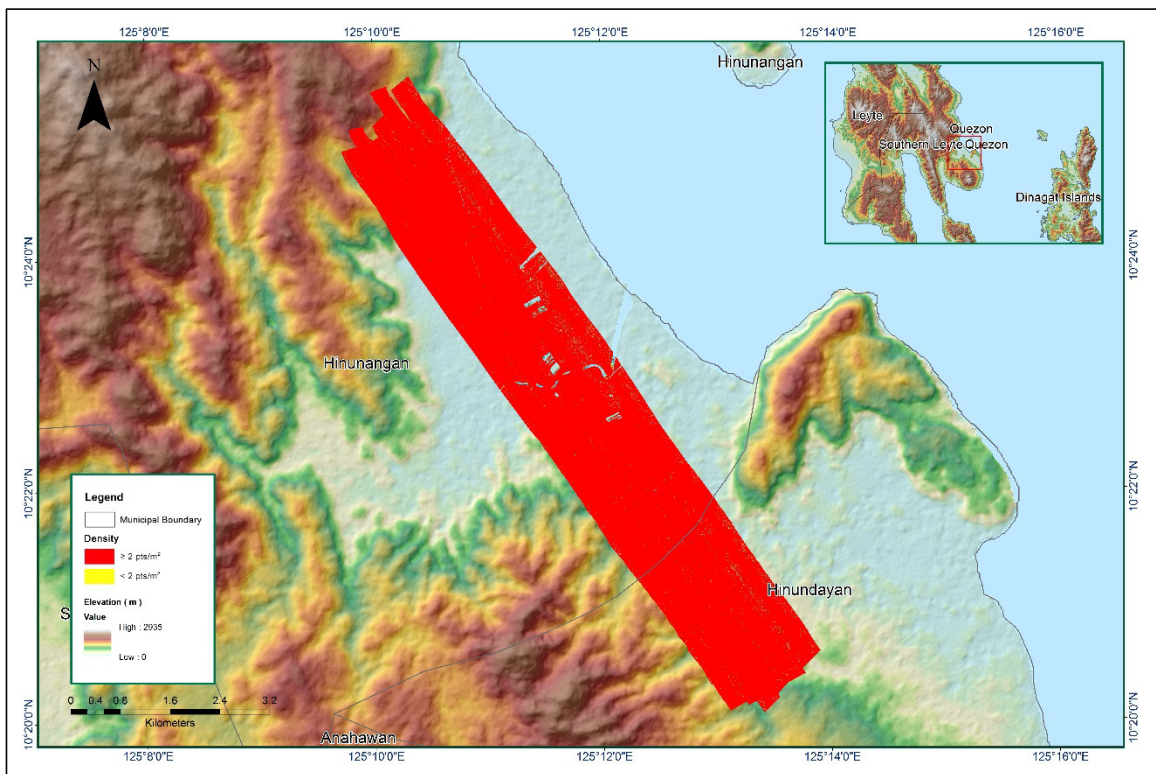 125°8'0"E
125°10'0"E
125°12'0"E
125°14'0"E
125°16'0"E
N
Hinunangan
Leyte
Quezon
Southern Leyte
Quezon
Dinagat Islands
10°24'0"N
10°24'0"N
Hinunangan
10°22'0"N
10°22'0"N
Legend
Municipal Boundary
Density
≥ 2 pts/m²
< 2 pts/m²
Elevation ( m )
Value
High : 2935
Low : 0
S
Hinundayan
0 0.4 0.8 1.6 2.4 3.2
Kilometers
Anahawan
10°20'0"N
10°20'0"N
125°8'0"E
125°10'0"E
125°12'0"E
125°14'0"E
125°16'0"E